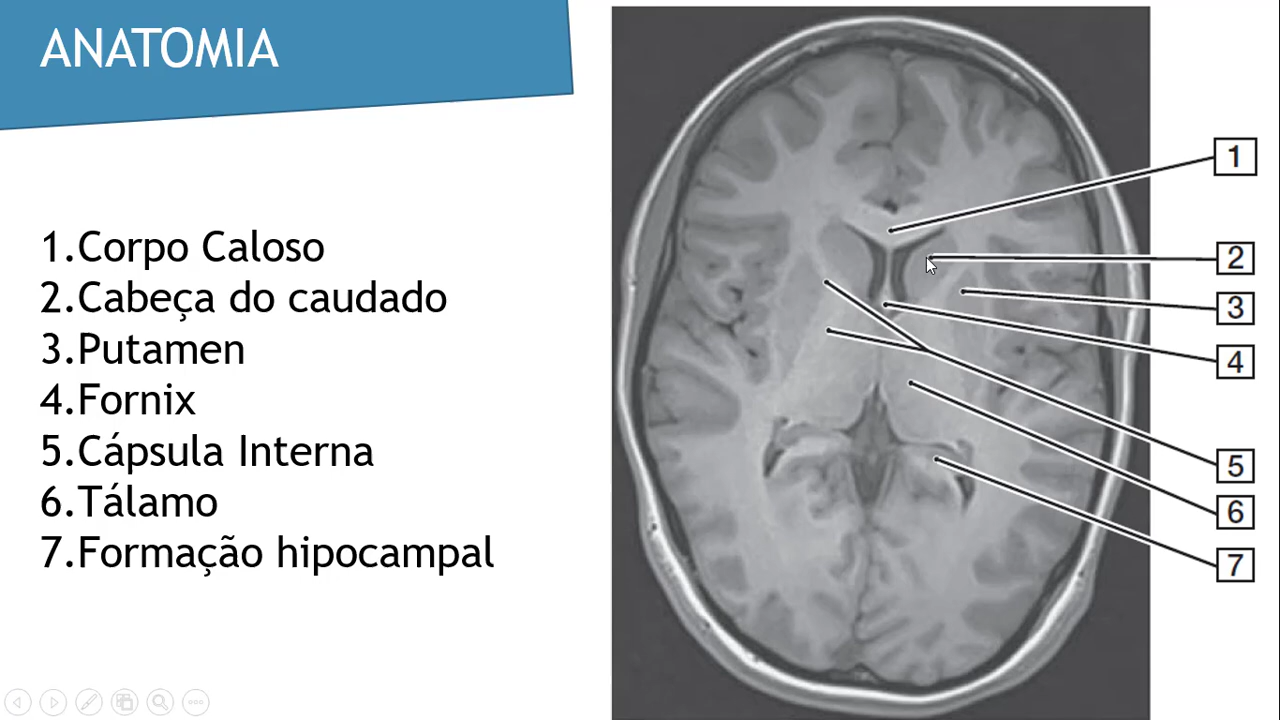 ANATOMIA
1.Corpo Caloso
2.Cabeça do caudado
3.Putamen
4.Fornix
5.Cápsula Interna
6.Tálamo
7.Formação hipocampal
1
2
3
4
5
6
7